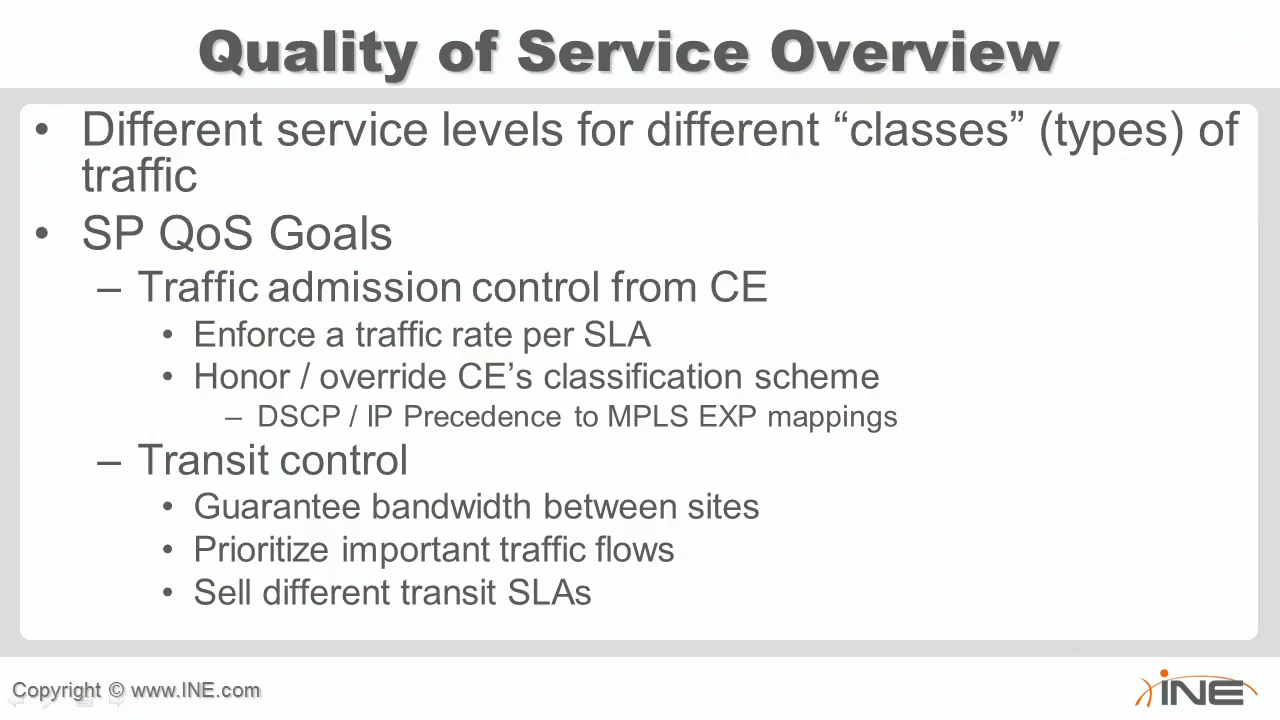 Quality of Service Overview
• Different service levels for different “classes” (types) of
traffic
• SP QoS Goals
– Traffic admission control from CE
• Enforce a traffic rate per SLA
• Honor / override CE’s classification scheme
– DSCP / IP Precedence to MPLS EXP mappings
– Transit control
• Guarantee bandwidth between sites
• Prioritize important traffic flows
• Sell different transit SLAs
Copyright © www.INE.com
INE